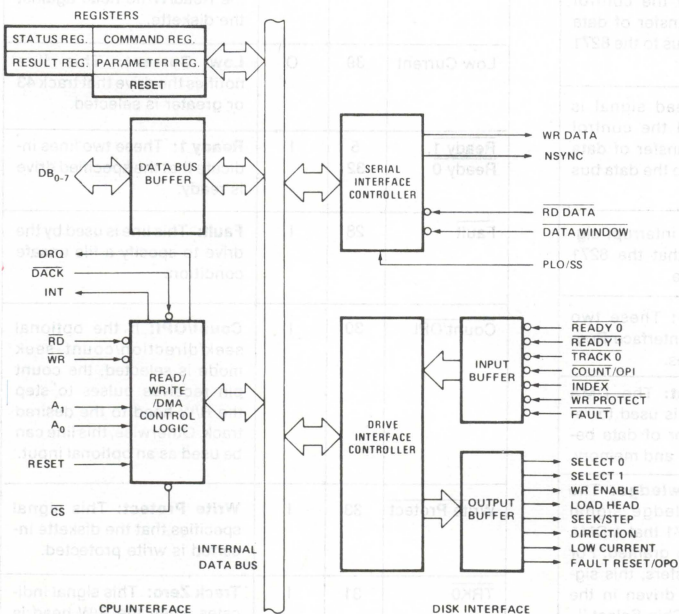 REGISTERS
STATUS REG. COMMAND REG.
RESULT REG. PARAMETER REG.
RESET
DB0-7
DATA BUS
BUFFER
DRQ
DACK
INT
RD
WR
A1
A0
RESET
CS
READ/
WRITE
/DMA
CONTROL
LOGIC
INTERNAL
DATA BUS
CPU INTERFACE
SERIAL
INTERFACE
CONTROLLER
WR DATA
NSYNC
RD DATA
DATA WINDOW
PLO/SS
DRIVE
INTERFACE
CONTROLLER
INPUT
BUFFER
READY 0
READY 1
TRACK 0
COUNT/OPI
INDEX
WR PROTECT
FAULT
OUTPUT
BUFFER
SELECT 0
SELECT 1
WR ENABLE
LOAD HEAD
SEEK/STEP
DIRECTION
LOW CURRENT
FAULT RESET/OPO
DISK INTERFACE